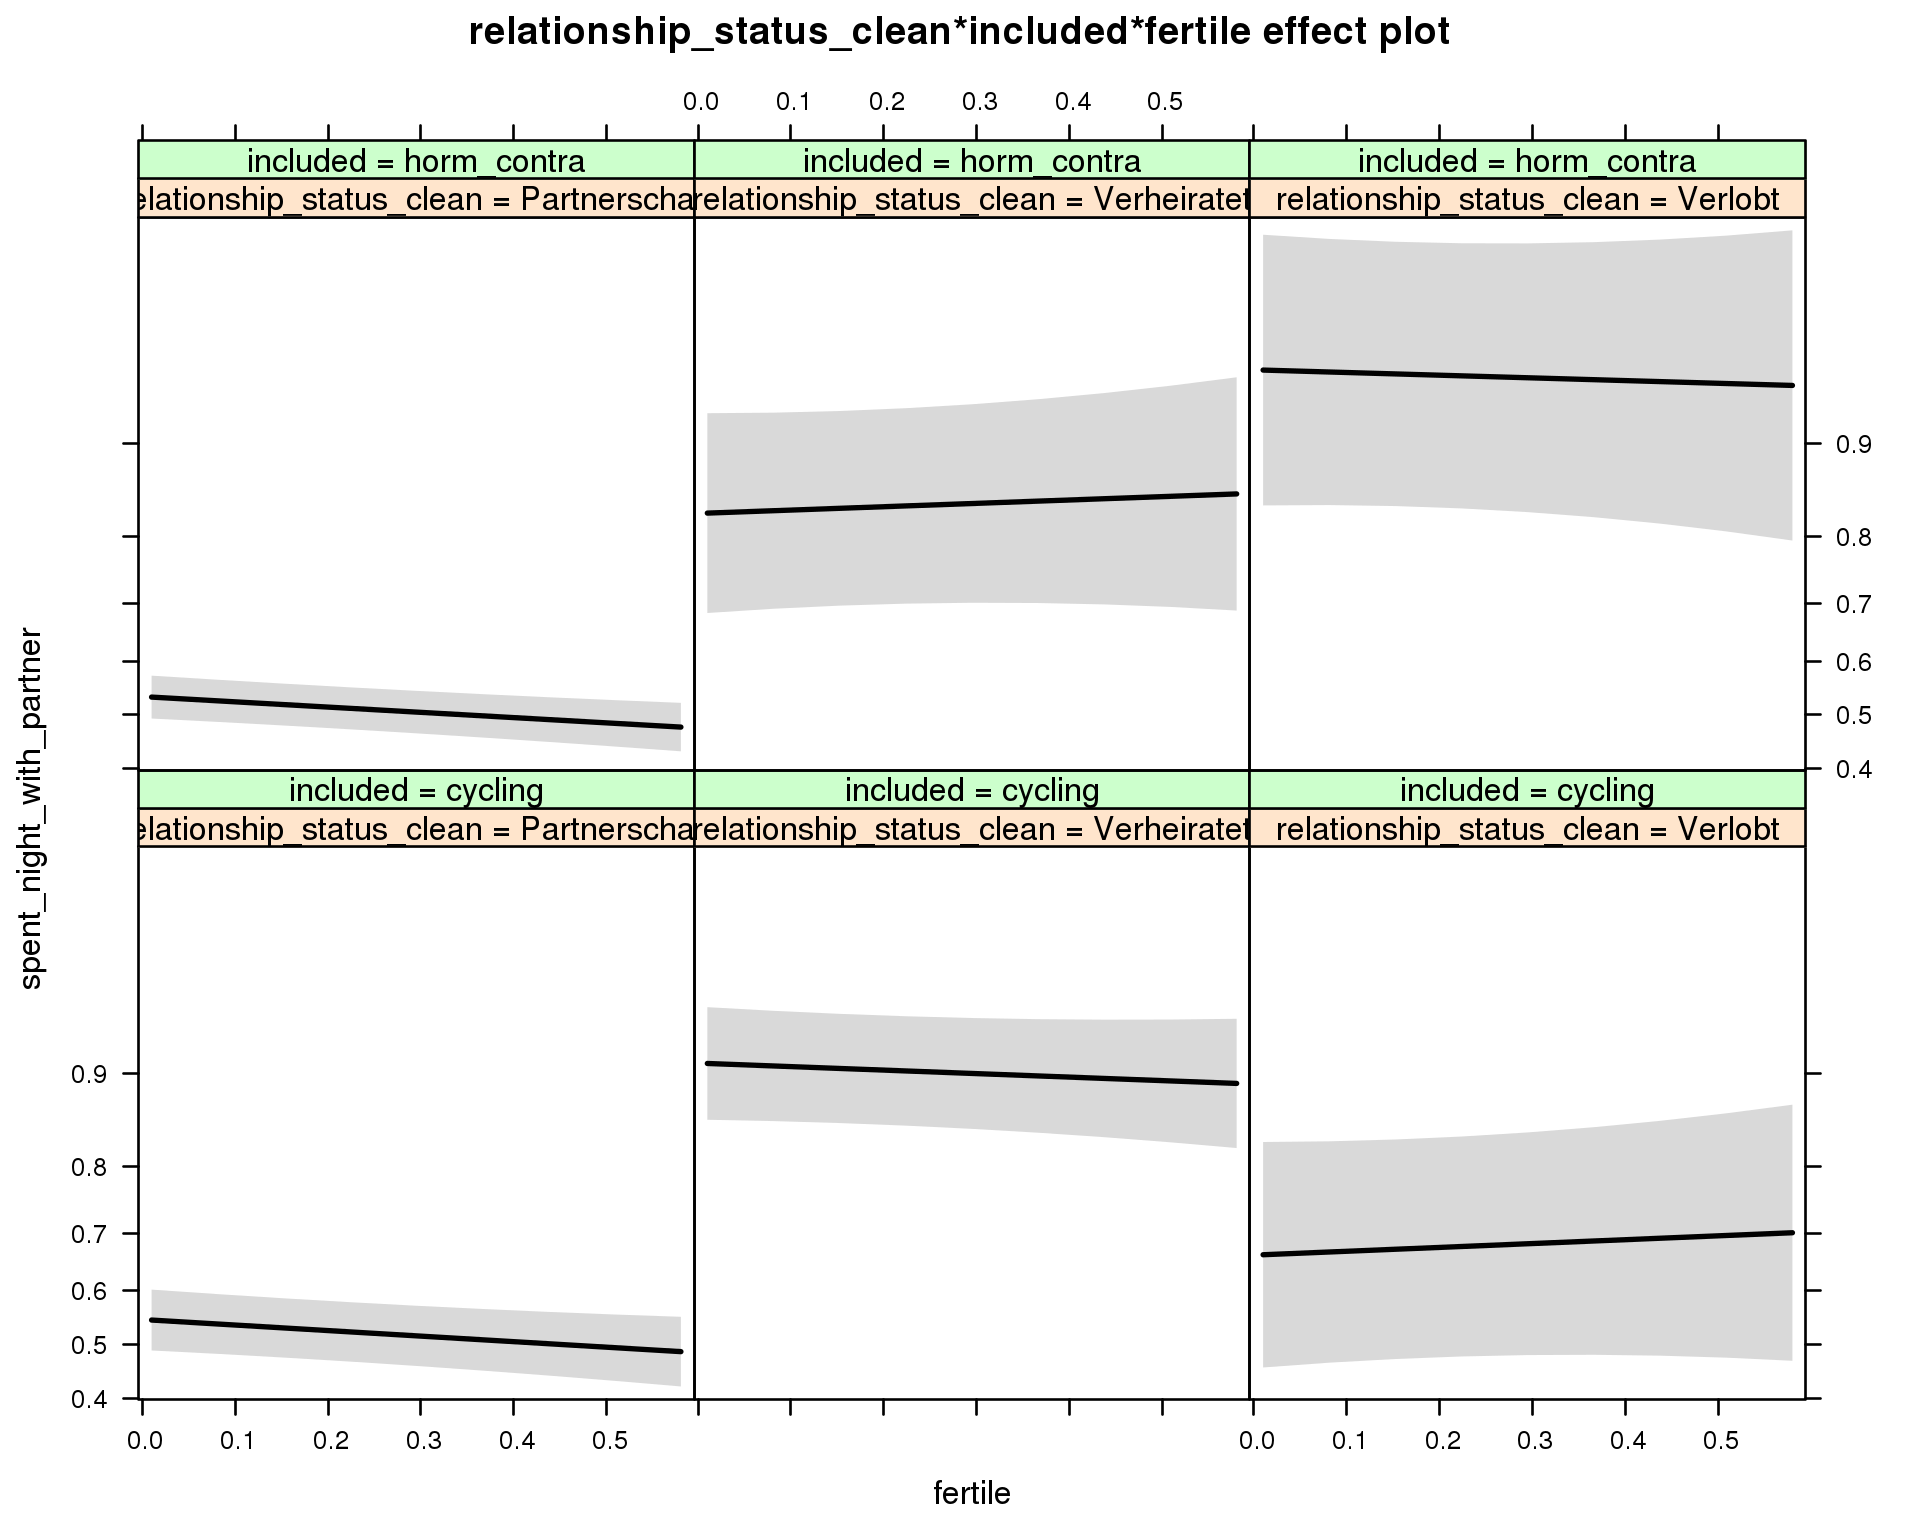 relationship_status_clean*included*fertile effect plot
0.0 0.1 0.2 0.3 0.4 0.5
included = horm_contra included = horm_contra included = horm_contra
elationship_status_clean = Partnerscha relationship_status_clean = Verheiratet relationship_status_clean = Verlobt
0.9
0.8
0.7
0.6
0.5
0.4
spent_night_with_partner
included = cycling included = cycling included = cycling
elationship_status_clean = Partnerscha relationship_status_clean = Verheiratet relationship_status_clean = Verlobt
0.9
0.8
0.7
0.6
0.5
0.4
0.0 0.1 0.2 0.3 0.4 0.5 0.0 0.1 0.2 0.3 0.4 0.5
fertile